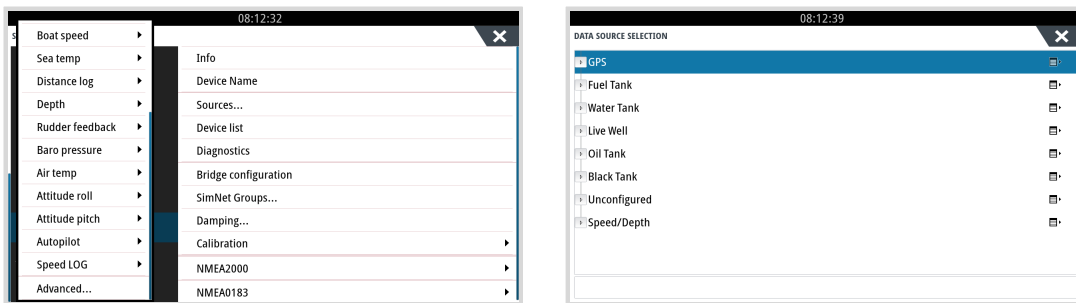 08:12:32
S
Boat speed
Sea temp
Distance log
Depth
Rudder feedback
Baro pressure
Air temp
Attitude roll
Attitude pitch
Autopilot
Speed LOG
Advanced...
Info
Device Name
Sources...
Device list
Diagnostics
Bridge configuration
SimNet Groups...
Damping...
Calibration
NMEA2000
NMEA0183
08:12:39
DATA SOURCE SELECTION
GPS
Fuel Tank
Water Tank
Live Well
Oil Tank
Black Tank
Unconfigured
Speed/Depth